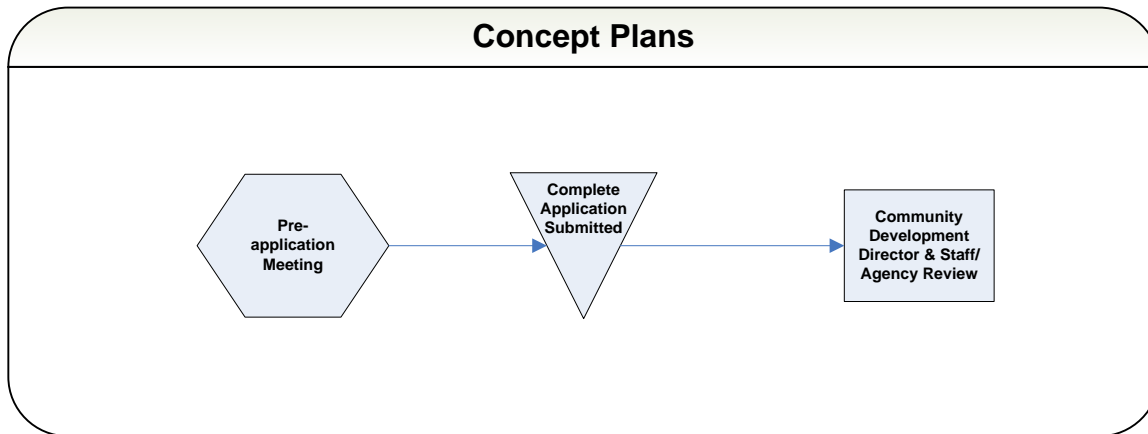 Concept Plans
Pre-
application
Meeting
Complete
Application
Submitted
Community
Development
Director & Staff/
Agency Review